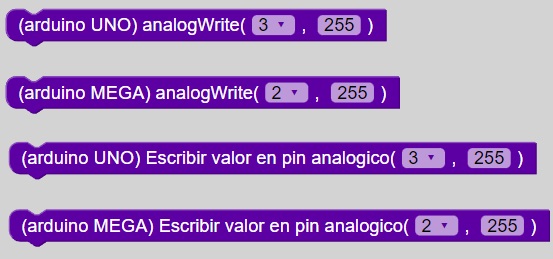 (arduino UNO) analogWrite( 3 , 255 )
(arduino MEGA) analogWrite( 2 , 255 )
(arduino UNO) Escribir valor en pin analogico( 3 , 255 )
(arduino MEGA) Escribir valor en pin analogico( 2 , 255 )